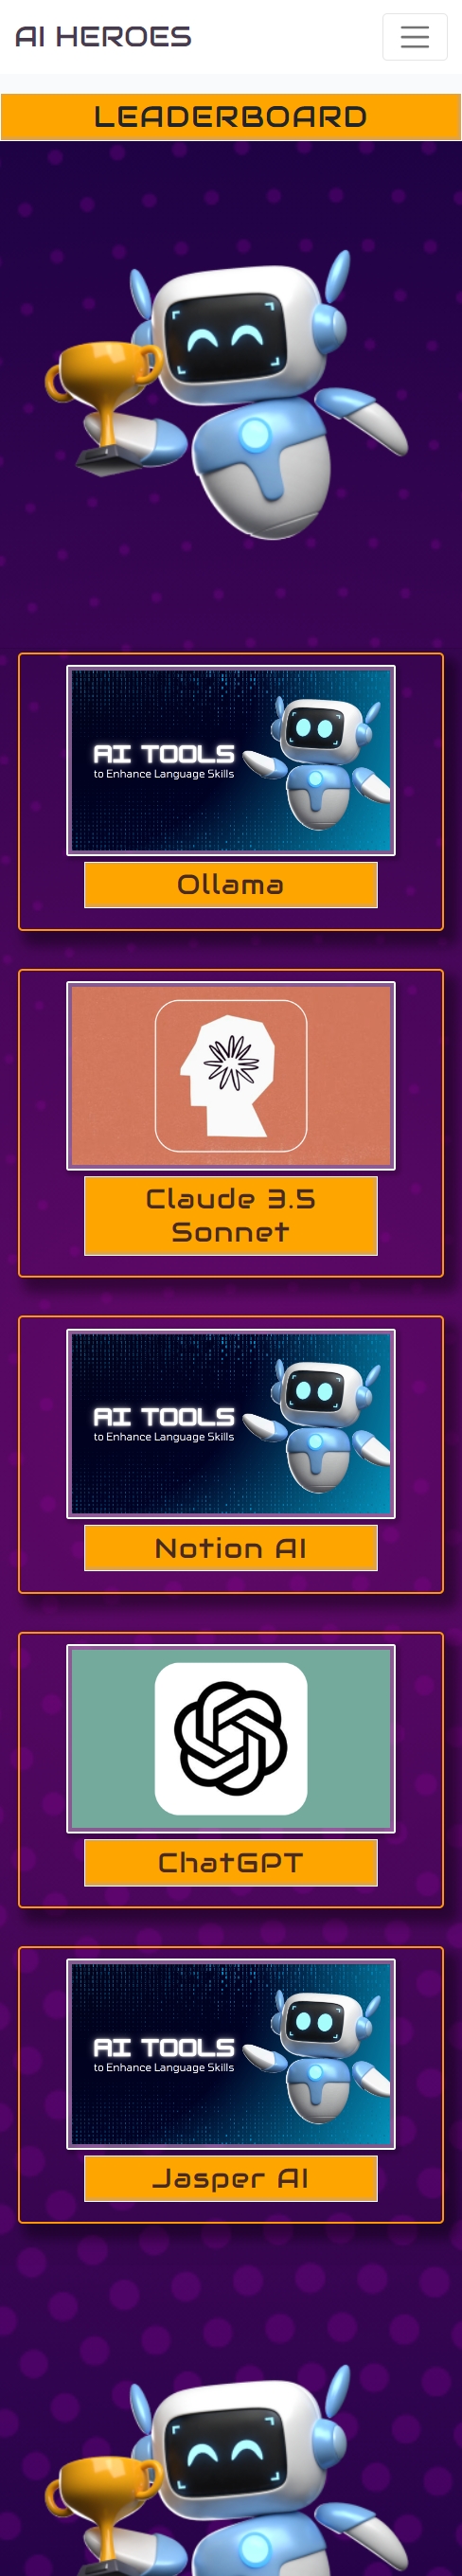 AI HEROES
LEADERBOARD
AI TOOLS
to Enhance Language Skills
Ollama
Claude 3.5
Sonnet
AI TOOLS
to Enhance Language Skills
Notion AI
ChatGPT
AI TOOLS
to Enhance Language Skills
Jasper AI